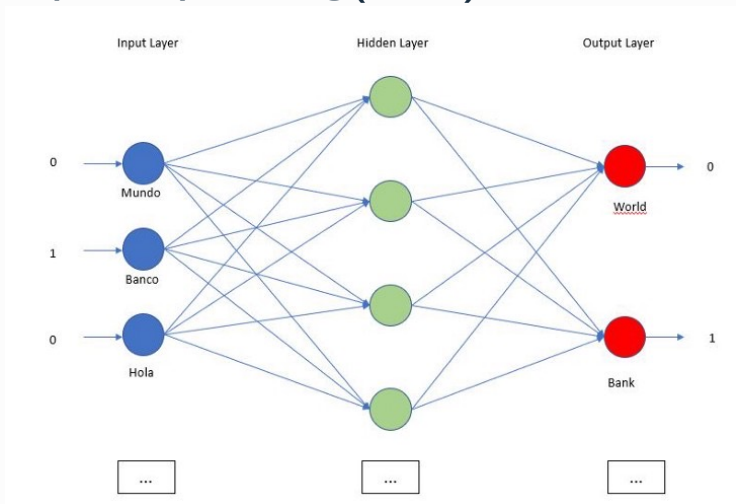 Input Layer
Hidden Layer
Output Layer
0
Mundo
0
World
1
Banco
0
Hola
1
Bank
...
...
...